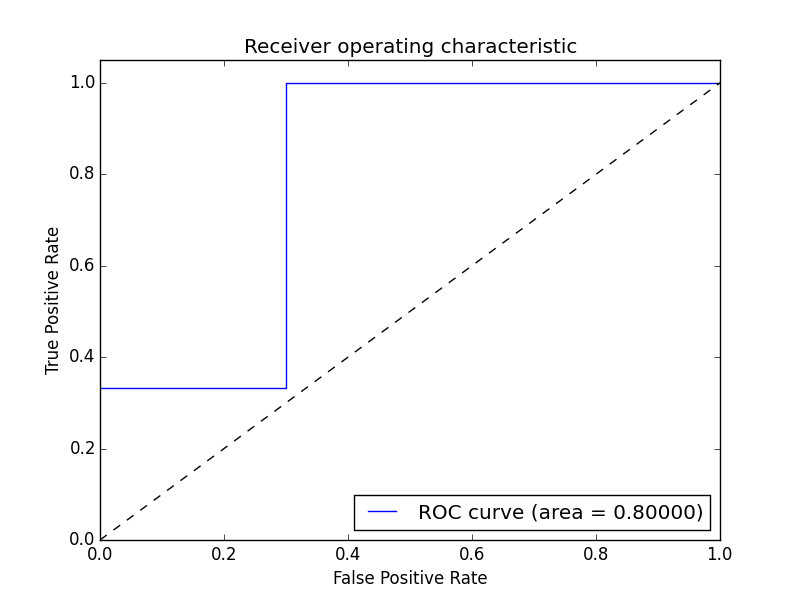 Receiver operating characteristic
1.0
0.8
0.6
0.4
0.2
0.0
True Positive Rate
ROC curve (area = 0.80000)
0.0 0.2 0.4 0.6 0.8 1.0
False Positive Rate